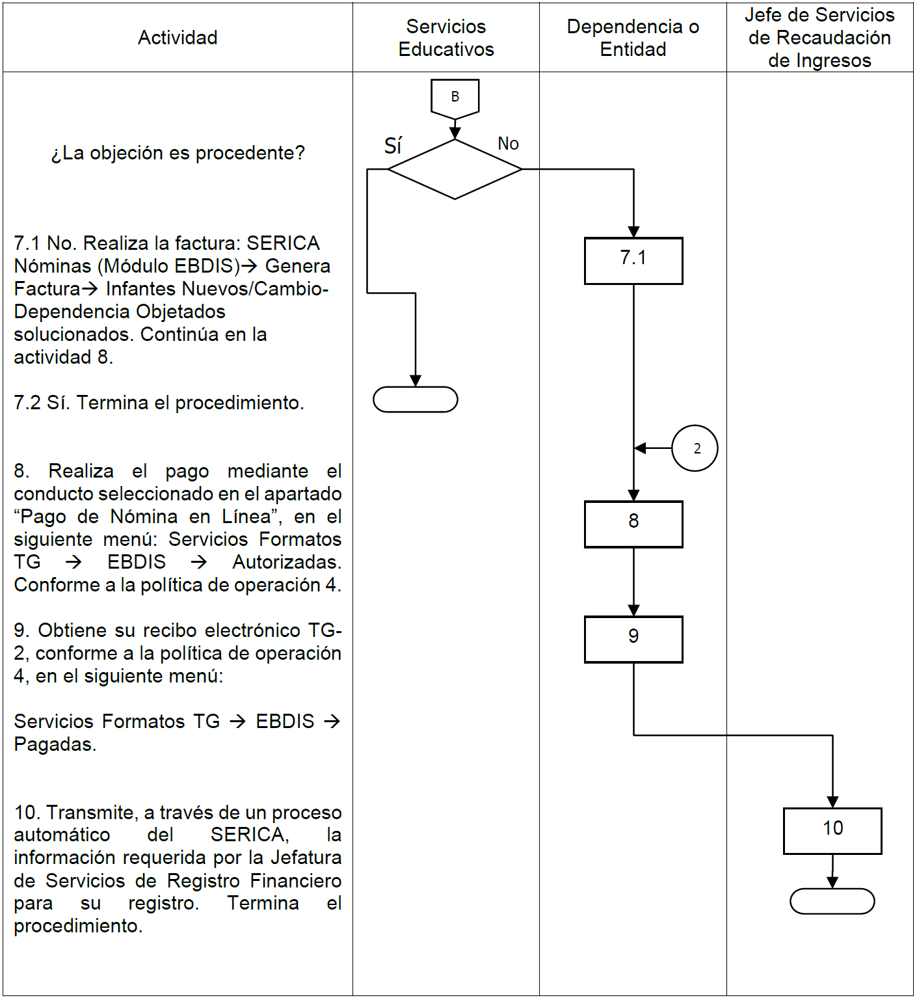 Actividad
Servicios
Educativos
Dependencia o
Entidad
Jefe de Servicios
de Recaudación
de Ingresos
B
¿La objeción es procedente?
Sí
No
7.1 No. Realiza la factura: SERICA
Nóminas (Módulo EBDIS)→ Genera
Factura→ Infantes Nuevos/Cambio-
Dependencia Objetados
solucionados. Continúa en la
actividad 8.
7.1
7.2 Sí. Termina el procedimiento.
2
8. Realiza el pago mediante el
conducto seleccionado en el apartado
“Pago de Nómina en Línea”, en el
siguiente menú: Servicios Formatos
TG → EBDIS → Autorizadas.
Conforme a la política de operación 4.
8
9. Obtiene su recibo electrónico TG-
2, conforme a la política de operación
4, en el siguiente menú:
9
Servicios Formatos TG → EBDIS →
Pagadas.
10. Transmite, a través de un proceso
automático del SERICA, la
información requerida por la Jefatura
de Servicios de Registro Financiero
para su registro. Termina el
procedimiento.
10